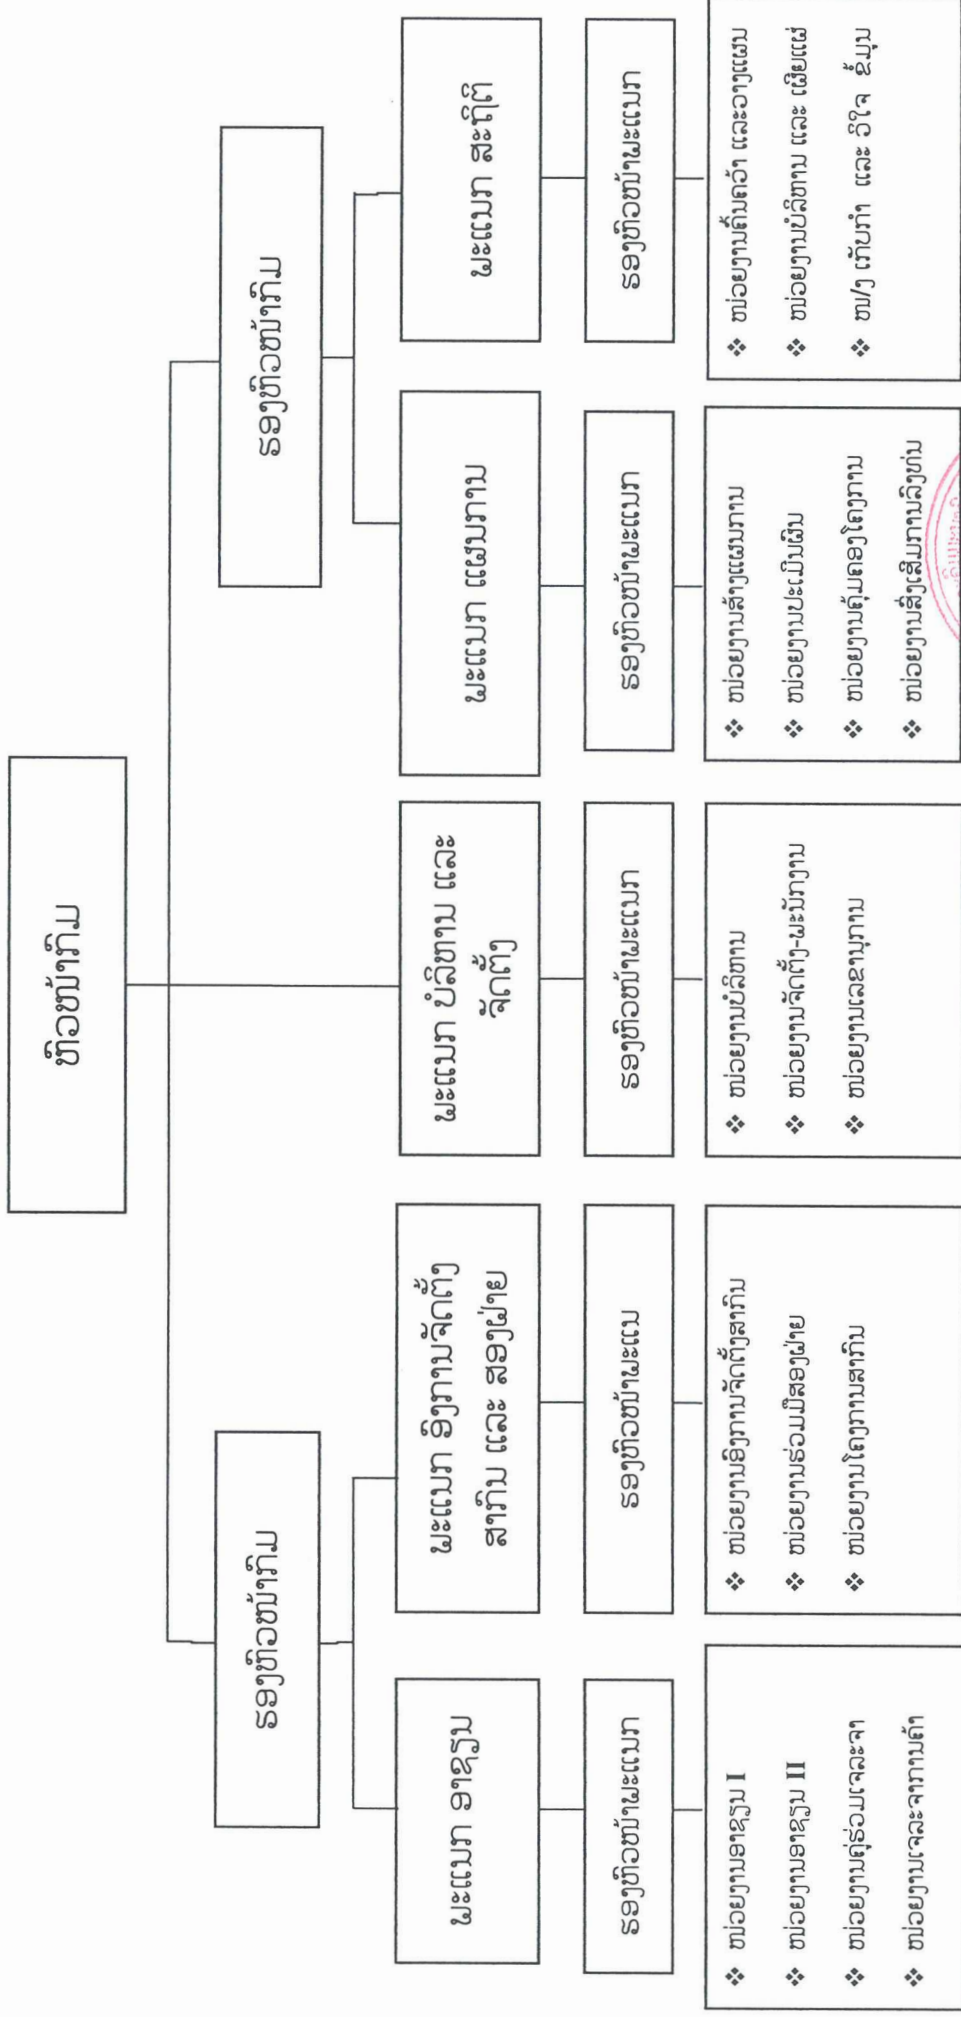 ຫົວໜ້າກົມ
ຮອງຫົວໜ້າກົມ
ຮອງຫົວໜ້າກົມ
ພະແນກ ອາຊຽນ
ພະແນກ ອົງການຈັດຕັ້ງ
ສາກົນ ແລະ ສອງຝ່າຍ
ພະແນກ ບໍລິຫານ ແລະ
ຈັດຕັ້ງ
ພະແນກ ແຜນການ
ພະແນກ ສະຖິຕິ
ຮອງຫົວໜ້າພະແນກ
ຮອງຫົວໜ້າພະແນ
ຮອງຫົວໜ້າພະແນກ
ຮອງຫົວໜ້າພະແນກ
ຮອງຫົວໜ້າພະແນກ
❖ ໜ່ວຍງານອາຊຽນ I
❖ ໜ່ວຍງານອາຊຽນ II
❖ ໜ່ວຍງານຄູ່ຮ່ວມເຈລະຈາ
❖ ໜ່ວຍງານເຈລະຈາການຄ້າ
❖ ໜ່ວຍງານອົງການຈັດຕັ້ງສາກົນ
❖ ໜ່ວຍງານຮ່ວມມືສອງຝ່າຍ
❖ ໜ່ວຍງານໂຄງການສາກົນ
❖ ໜ່ວຍງານບໍລິຫານ
❖ ໜ່ວຍງານຈັດຕັ້ງ-ພະນັກງານ
❖ ໜ່ວຍງານເລຂານຸການ
❖ ໜ່ວຍງານສ້າງແຜນການ
❖ ໜ່ວຍງານປະເມີນຜົນ
❖ ໜ່ວຍງານຄຸ້ມຄອງໂຄງການ
❖ ໜ່ວຍງານສົ່ງເສີມການລົງທຶນ
❖ ໜ່ວຍງານຄົ້ນຄວ້າ ແລະວາງແຜນ
❖ ໜ່ວຍງານບໍລິຫານ ແລະ ເຜີຍແຜ່
❖ ໜ/ງ ເກັບກຳ ແລະ ວິໄຈ ຂໍ້ມູນ